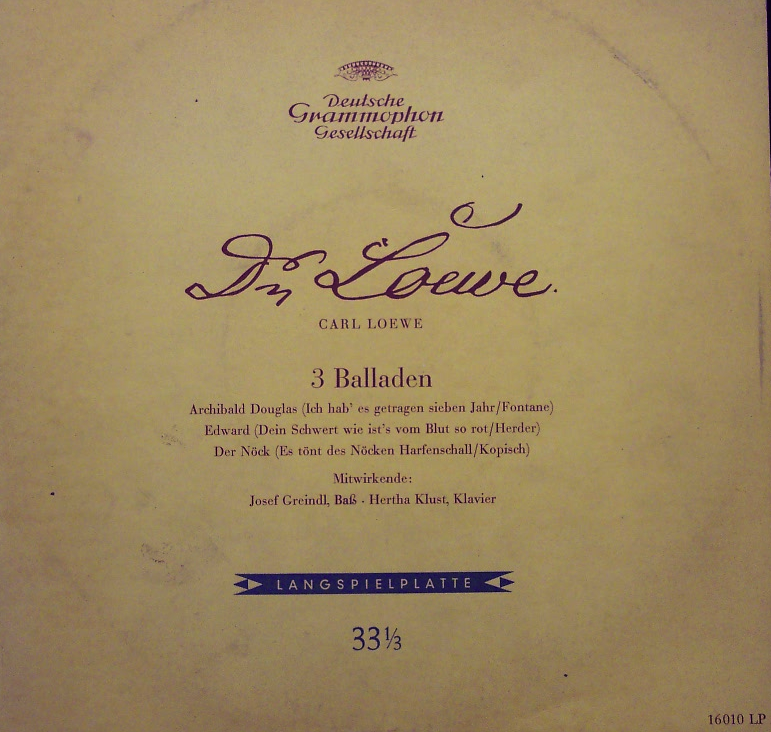 Deutsche
Grammophon
Gesellschaft
Dr Loewe.
CARL LOEWE
3 Balladen
Archibald Douglas (Ich hab' es getragen sieben Jahr/Fontane)
Edward (Dein Schwert wie ist's vom Blut so rot/Herder)
Der Nöck (Es tönt des Nöcken Harfenschall/Kopisch)
Mitwirkende:
Josef Greindl, Baß - Hertha Klust, Klavier
LANGSPIELPLATTE
33⅓
16010 LP